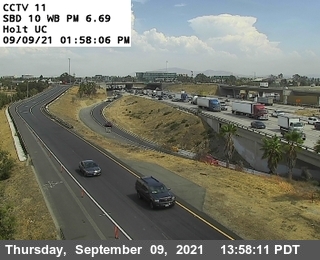 CCTV 11
SBD 10 WB PM 6.69
Holt UC
09/09/21 01:58:06 PM
Thursday, September 09, 2021 13:58:11 PDT